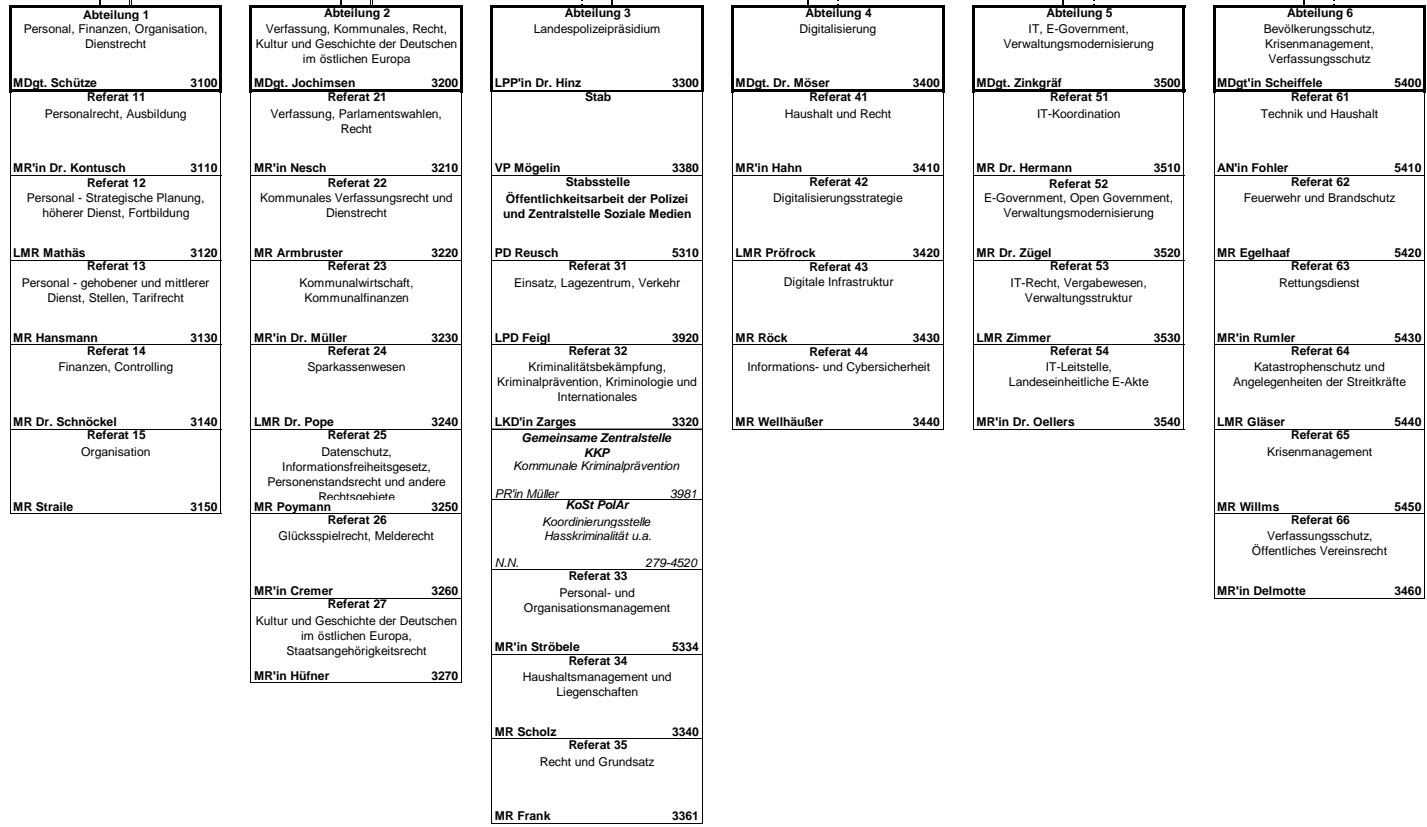 Abteilung 1
Personal, Finanzen, Organisation,
Dienstrecht
MDgt. Schütze 3100
Referat 11
Personalrecht, Ausbildung
MR'in Dr. Kontusch 3110
Referat 12
Personal - Strategische Planung,
höherer Dienst, Fortbildung
LMR Mathäs 3120
Referat 13
Personal - gehobener und mittlerer
Dienst, Stellen, Tarifrecht
MR Hansmann 3130
Referat 14
Finanzen, Controlling
MR Dr. Schnöckel 3140
Referat 15
Organisation
MR Straile 3150
Abteilung 2
Verfassung, Kommunales, Recht,
Kultur und Geschichte der Deutschen
im östlichen Europa
MDgt. Jochimsen 3200
Referat 21
Verfassung, Parlamentswahlen,
Recht
MR'in Nesch 3210
Referat 22
Kommunales Verfassungsrecht und
Dienstrecht
MR Armbruster 3220
Referat 23
Kommunalwirtschaft,
Kommunalfinanzen
MR'in Dr. Müller 3230
Referat 24
Sparkassenwesen
LMR Dr. Pope 3240
Referat 25
Datenschutz,
Informationsfreiheitsgesetz,
Personenstandsrecht und andere
Rechtsgebiete
MR Poymann 3250
Referat 26
Glücksspielrecht, Melderecht
MR'in Cremer 3260
Referat 27
Kultur und Geschichte der Deutschen
im östlichen Europa,
Staatsangehörigkeitsrecht
MR'in Hüfner 3270
Abteilung 3
Landespolizeipräsidium
LPP'in Dr. Hinz 3300
Stab
VP Mögelin 3380
Stabsstelle
Öffentlichkeitsarbeit der Polizei
und Zentralstelle Soziale Medien
PD Reusch 5310
Referat 31
Einsatz, Lagezentrum, Verkehr
LPD Feigl 3920
Referat 32
Kriminalitätsbekämpfung,
Kriminalprävention, Kriminologie und
Internationales
LKD'in Zarges 3320
Gemeinsame Zentralstelle
KKP
Kommunale Kriminalprävention
PR'in Müller 3981
KoSt PolAr
Koordinierungsstelle
Hasskriminalität u.a.
N.N. 279-4520
Referat 33
Personal- und
Organisationsmanagement
MR'in Ströbele 5334
Referat 34
Haushaltsmanagement und
Liegenschaften
MR Scholz 3340
Referat 35
Recht und Grundsatz
MR Frank 3361
Abteilung 4
Digitalisierung
MDgt. Dr. Möser 3400
Referat 41
Haushalt und Recht
MR'in Hahn 3410
Referat 42
Digitalisierungsstrategie
LMR Pröfrock 3420
Referat 43
Digitale Infrastruktur
MR Röck 3430
Referat 44
Informations- und Cybersicherheit
MR Wellhäußer 3440
Abteilung 5
IT, E-Government,
Verwaltungsmodernisierung
MDgt. Zinkgräf 3500
Referat 51
IT-Koordination
MR Dr. Hermann 3510
Referat 52
E-Government, Open Government,
Verwaltungsmodernisierung
MR Dr. Zügel 3520
Referat 53
IT-Recht, Vergabewesen,
Verwaltungsstruktur
LMR Zimmer 3530
Referat 54
IT-Leitstelle,
Landeseinheitliche E-Akte
MR'in Dr. Oellers 3540
Abteilung 6
Bevölkerungsschutz,
Krisenmanagement,
Verfassungsschutz
MDgt'in Scheiffele 5400
Referat 61
Technik und Haushalt
AN'in Fohler 5410
Referat 62
Feuerwehr und Brandschutz
MR Egelhaaf 5420
Referat 63
Rettungsdienst
MR'in Rumler 5430
Referat 64
Katastrophenschutz und
Angelegenheiten der Streitkräfte
LMR Gläser 5440
Referat 65
Krisenmanagement
MR Willms 5450
Referat 66
Verfassungsschutz,
Öffentliches Vereinsrecht
MR'in Delmotte 3460